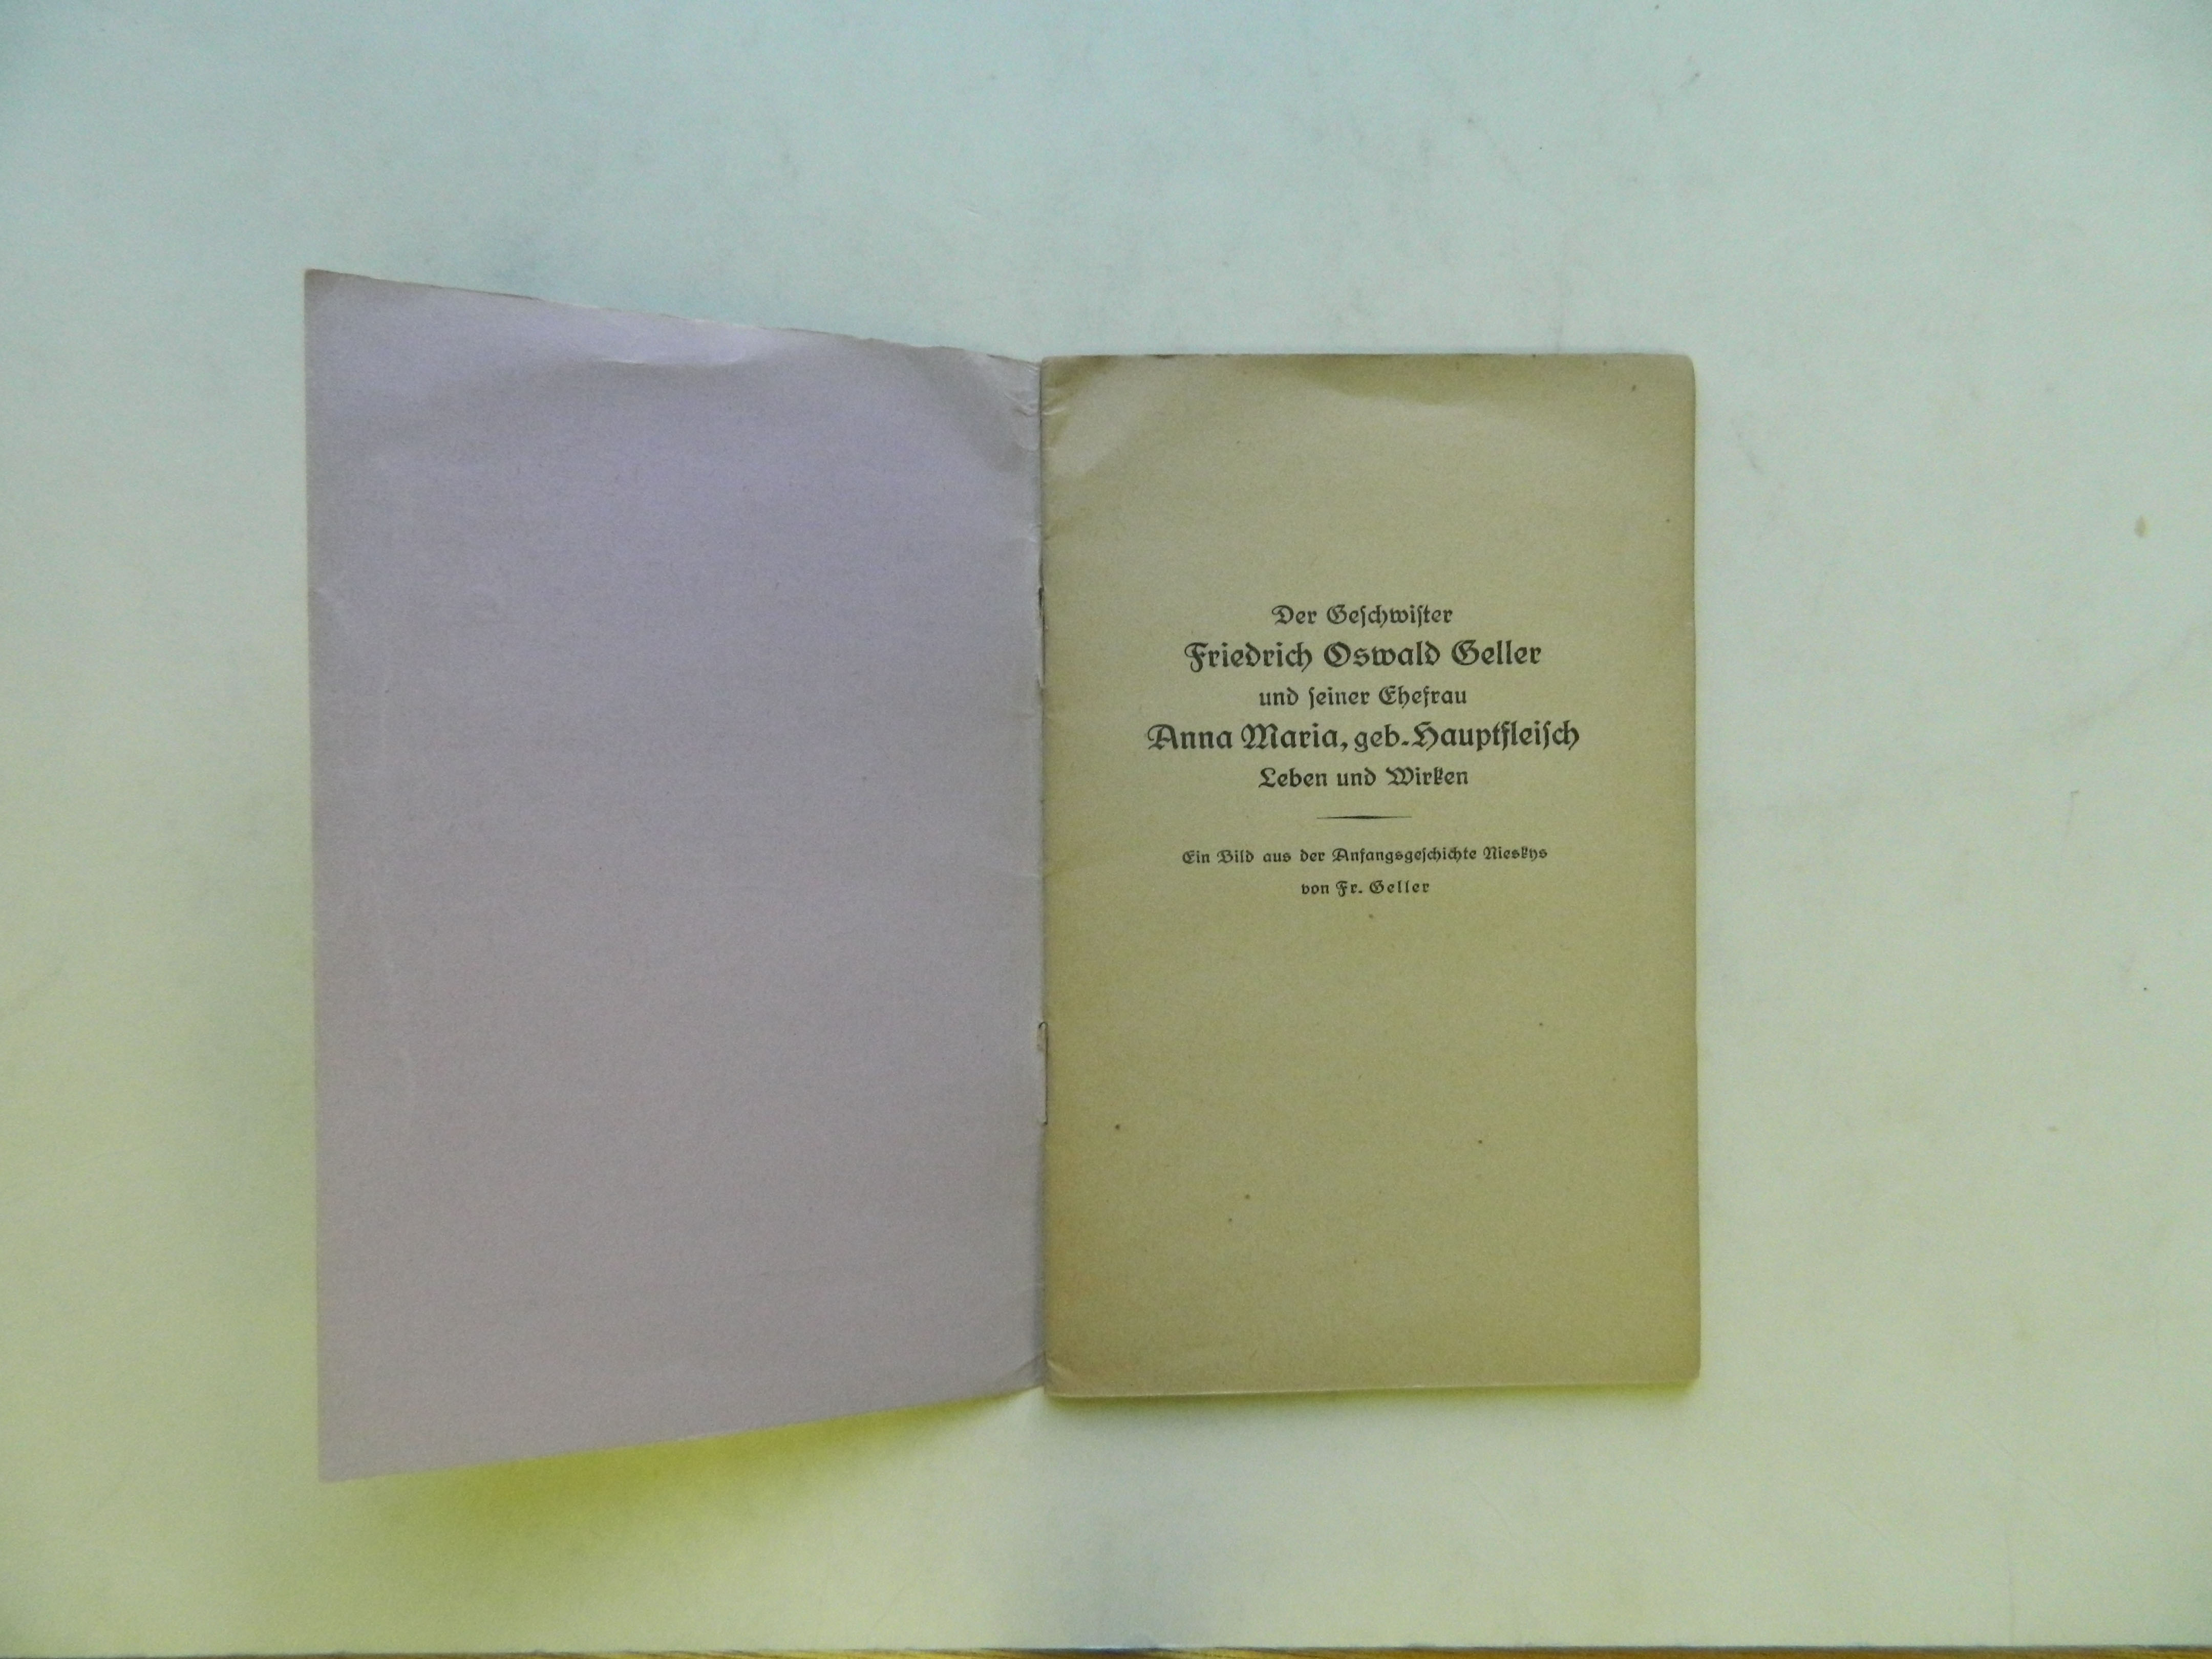 Der Geschwister
Friedrich Oswald Geller
und seiner Ehefrau
Anna Maria, geb. Hauptfleisch
Leben und Wirken
Ein Bild aus der Anfangsgeschichte Nieskys
von Fr. Geller